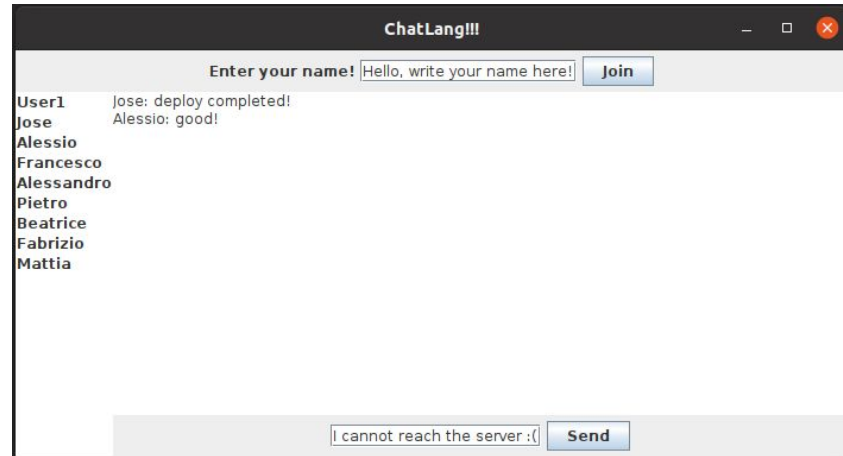 ChatLang!!!
Enter your name! Hello, write your name here! Join
User1
Jose
Alessio
Francesco
Alessandro
Pietro
Beatrice
Fabrizio
Mattia
Jose: deploy completed!
Alessio: good!
I cannot reach the server :( Send